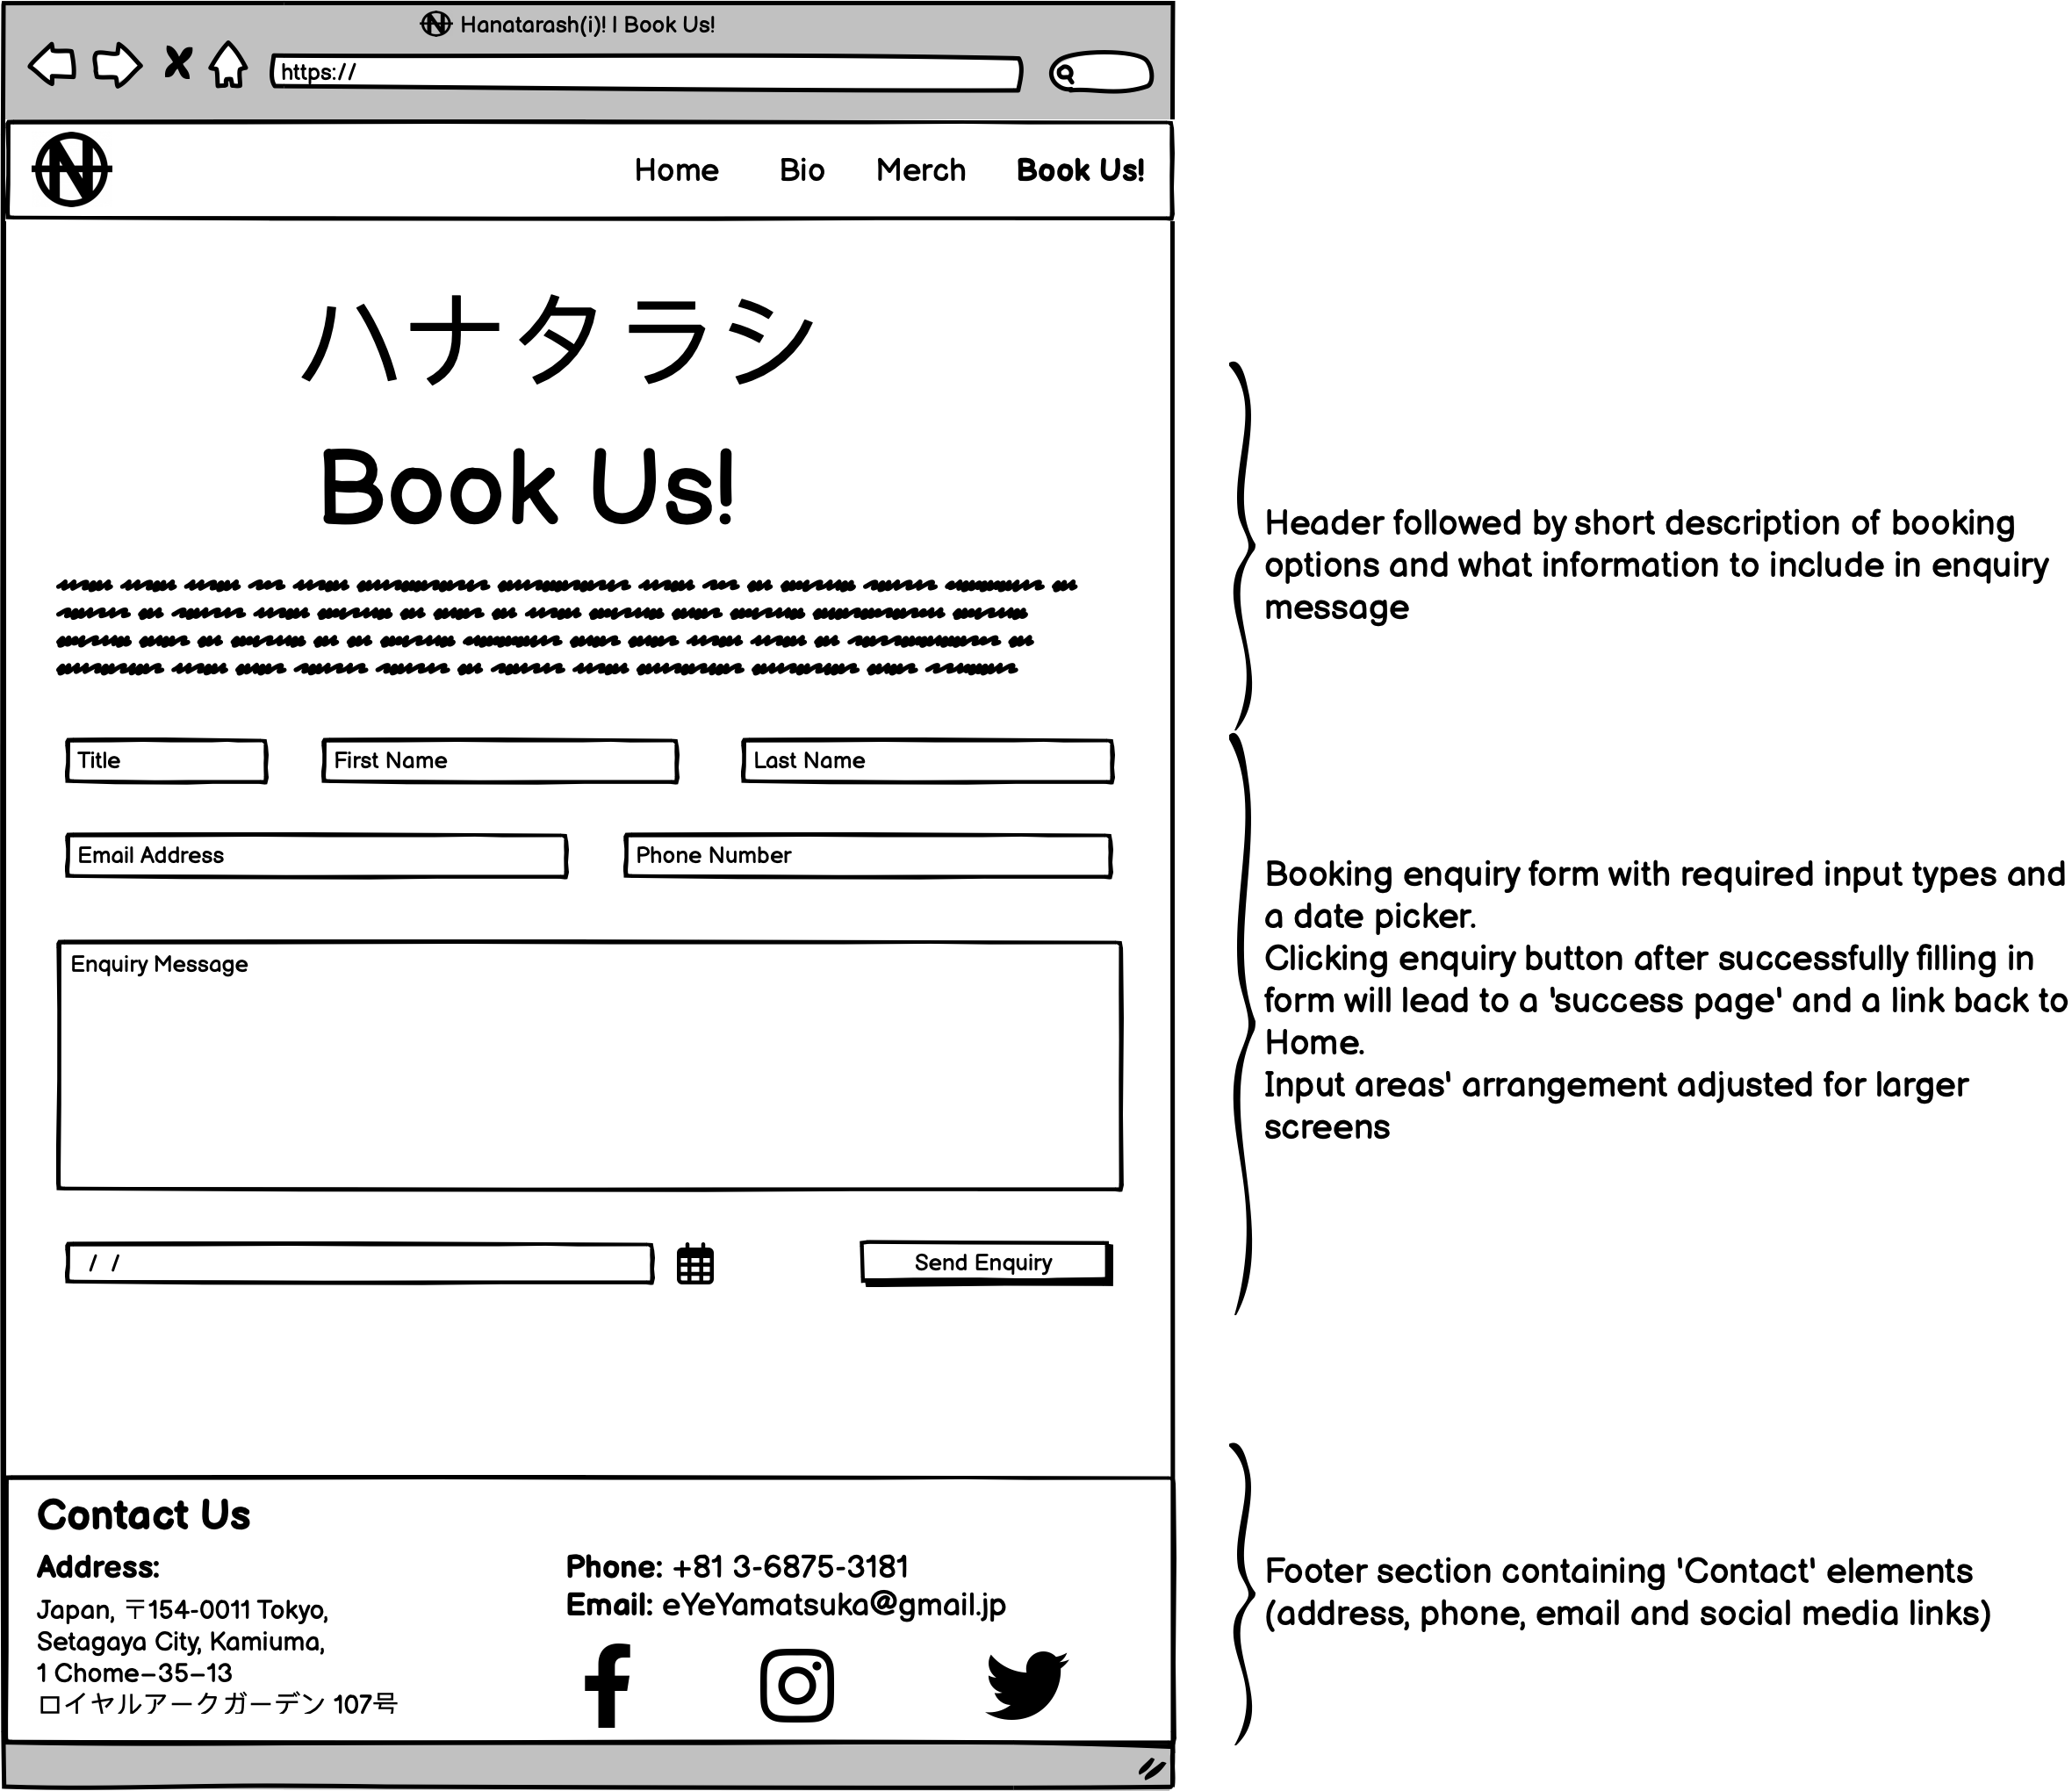 Hanatarash(i)! | Book Us!
https://
Home Bio Merch Book Us!
ハナタラシ
Book Us!
Header followed by short description of booking
options and what information to include in enquiry
message
Title First Name Last Name
Email Address Phone Number
Enquiry Message
Booking enquiry form with required input types and
a date picker.
Clicking enquiry button after successfully filling in
form will lead to a 'success page' and a link back to
Home.
Input areas' arrangement adjusted for larger
screens
/ / Send Enquiry
Contact Us
Address:
Japan, 〒154-0011 Tokyo,
Setagaya City, Kamiuma,
1 Chome−35−13
ロイヤルアークガーデン 107号
Phone: +81 3-6875-3181
Email: eYeYamatsuka@gmail.jp
Footer section containing 'Contact' elements
(address, phone, email and social media links)